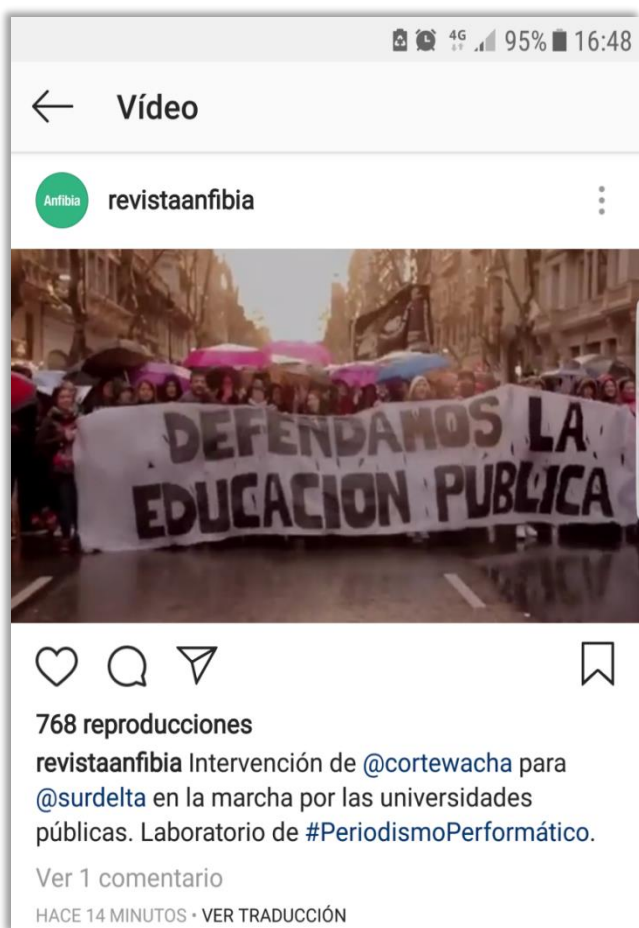 4G 95% 16:48
Vídeo
Anfibia revistaanfibia
DEFENDAMOS LA
EDUCACION PUBLICA
768 reproducciones
revistaanfibia Intervención de @cortewacha para
@surdelta en la marcha por las universidades
públicas. Laboratorio de #PeriodismoPerformático.
Ver 1 comentario
HACE 14 MINUTOS • VER TRADUCCIÓN